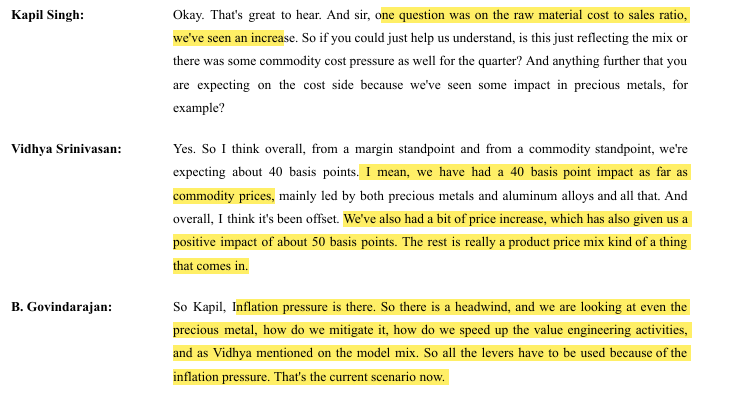 Kapil Singh: Okay. That's great to hear. And sir, one question was on the raw material cost to sales ratio,
we've seen an increase. So if you could just help us understand, is this just reflecting the mix or
there was some commodity cost pressure as well for the quarter? And anything further that you
are expecting on the cost side because we've seen some impact in precious metals, for
example?
Vidhya Srinivasan: Yes. So I think overall, from a margin standpoint and from a commodity standpoint, we're
expecting about 40 basis points. I mean, we have had a 40 basis point impact as far as
commodity prices, mainly led by both precious metals and aluminum alloys and all that. And
overall, I think it's been offset. We've also had a bit of price increase, which has also given us a
positive impact of about 50 basis points. The rest is really a product price mix kind of a thing
that comes in.
B. Govindarajan: So Kapil, Inflation pressure is there. So there is a headwind, and we are looking at even the
precious metal, how do we mitigate it, how do we speed up the value engineering activities,
and as Vidhya mentioned on the model mix. So all the levers have to be used because of the
inflation pressure. That's the current scenario now.